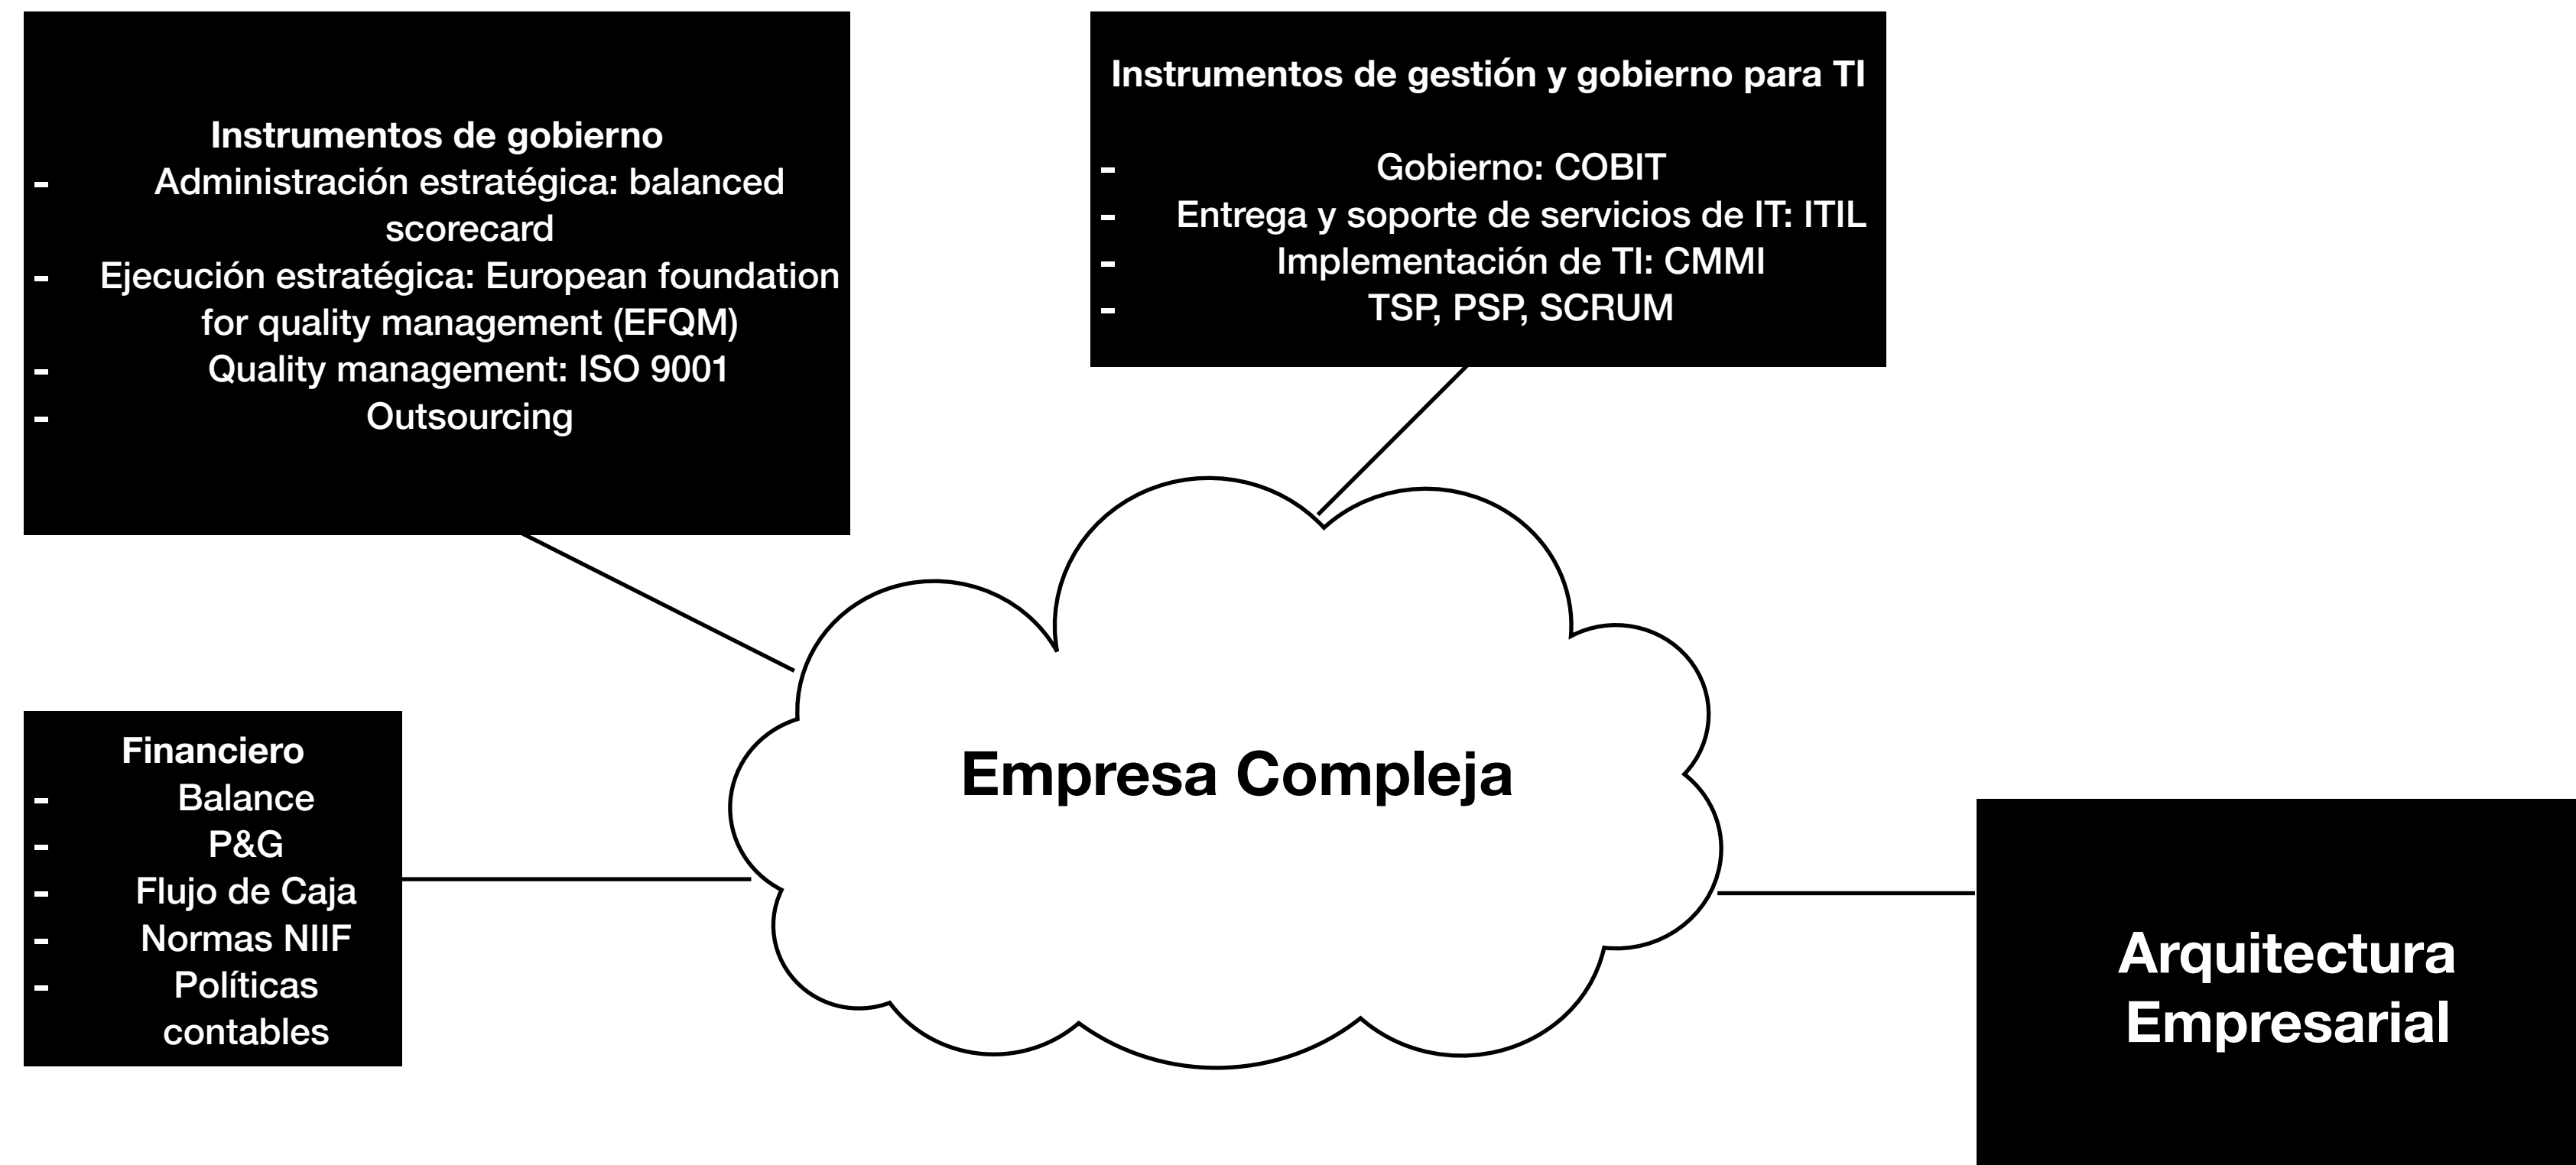 Instrumentos de gobierno
- Administración estratégica: balanced
scorecard
- Ejecución estratégica: European foundation
for quality management (EFQM)
- Quality management: ISO 9001
- Outsourcing
Instrumentos de gestión y gobierno para TI
- Gobierno: COBIT
- Entrega y soporte de servicios de IT: ITIL
- Implementación de TI: CMMI
- TSP, PSP, SCRUM
Financiero
- Balance
- P&G
- Flujo de Caja
- Normas NIIF
- Políticas
contables
Empresa Compleja
Arquitectura
Empresarial